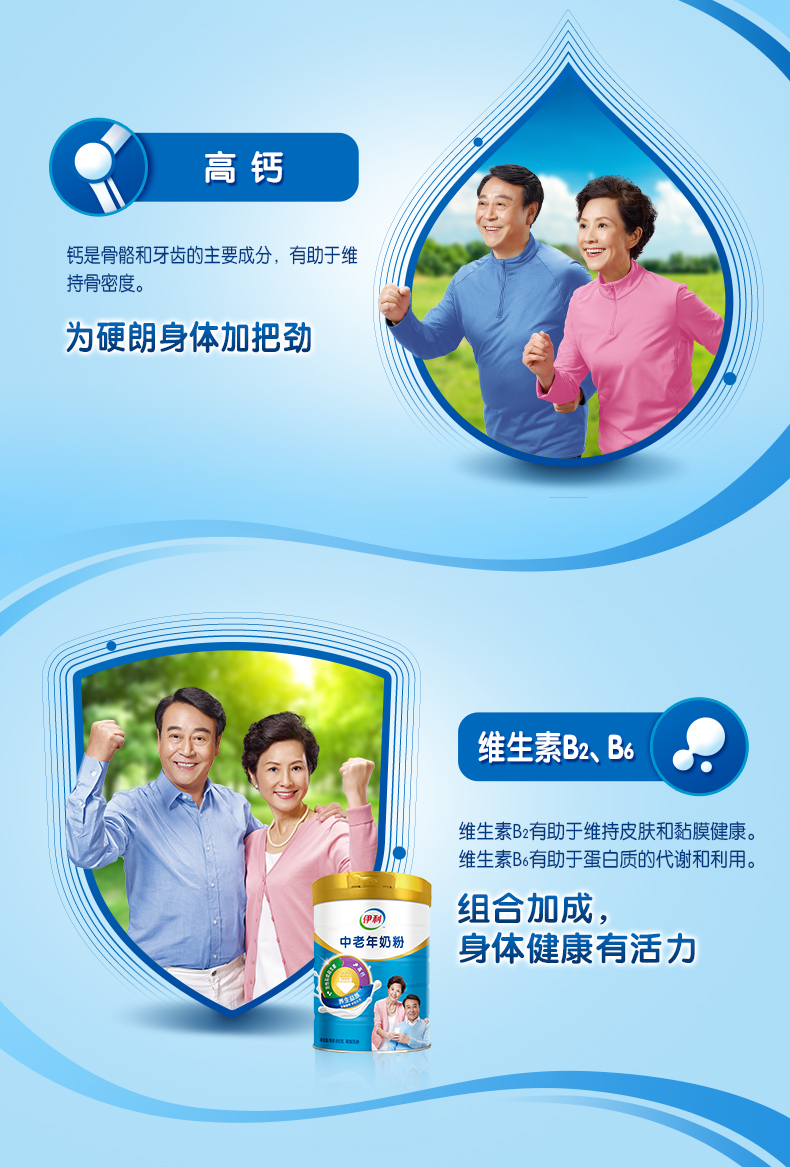 高 钙
钙是骨骼和牙齿的主要成分，有助于维
持骨密度。
为硬朗身体加把劲
维生素B2、B6
维生素B2有助于维持皮肤和黏膜健康。
维生素B6有助于蛋白质的代谢和利用。
组合加成，
身体健康有活力
伊利
中老年奶粉